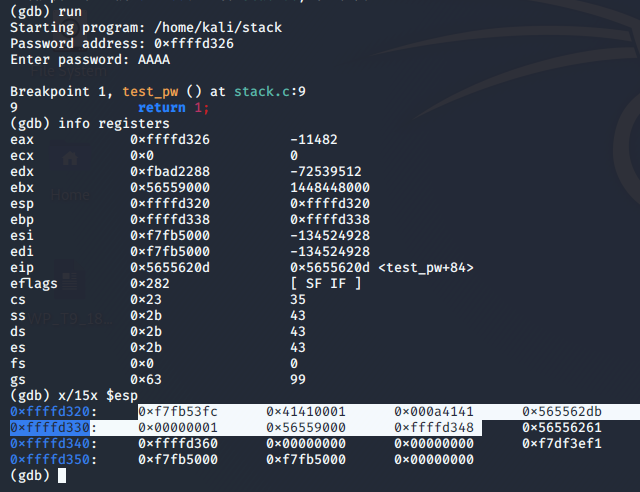 (gdb) run
Starting program: /home/kali/stack
Password address: 0×ffffd326
Enter password: AAAA
Breakpoint 1, test_pw () at stack.c:9
9 return 1;
(gdb) info registers
eax 0×ffffd326 -11482
ecx 0×0 0
edx 0×fbad2288 -72539512
ebx 0×56559000 1448448000
esp 0×ffffd320 0×ffffd320
ebp 0×ffffd338 0×ffffd338
esi 0×f7fb5000 -134524928
edi 0×f7fb5000 -134524928
eip 0×5655620d 0×5655620d <test_pw+84>
eflags 0×282 [ SF IF ]
cs 0×23 35
ss 0×2b 43
ds 0×2b 43
es 0×2b 43
fs 0×0 0
gs 0×63 99
(gdb) x/15x $esp
0×ffffd320: 0×f7fb53fc 0×41410001 0×000a4141 0×565562db
0×ffffd330: 0×00000001 0×56559000 0×ffffd348 0×56556261
0×ffffd340: 0×ffffd360 0×00000000 0×00000000 0×f7df3ef1
0×ffffd350: 0×f7fb5000 0×f7fb5000 0×00000000
(gdb)
File System
Home